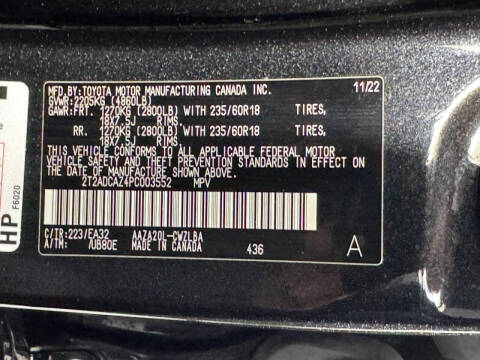 MFD.BY:TOYOTA MOTOR MANUFACTURING CANADA INC. 11/22
GVWR:2205KG (4860LB)
GAWR:FRT. 1270KG (2800LB) WITH 235/60R18 TIRES,
18X7.5J RIMS.
RR. 1270KG (2800LB) WITH 235/60R18 TIRES,
18X7.5J RIMS.
THIS VEHICLE CONFORMS TO ALL APPLICABLE FEDERAL MOTOR
VEHICLE SAFETY AND THEFT PREVENTION STANDARDS IN EFFECT
ON THE DATE OF MANUFACTURE SHOWN ABOVE.
2T2ADCAZ4PC003552 MPV
C/TR:223/EA32 AAZA20L-CWZLBA
A/TM: /UB80E MADE IN CANADA 436 A
HP F6020